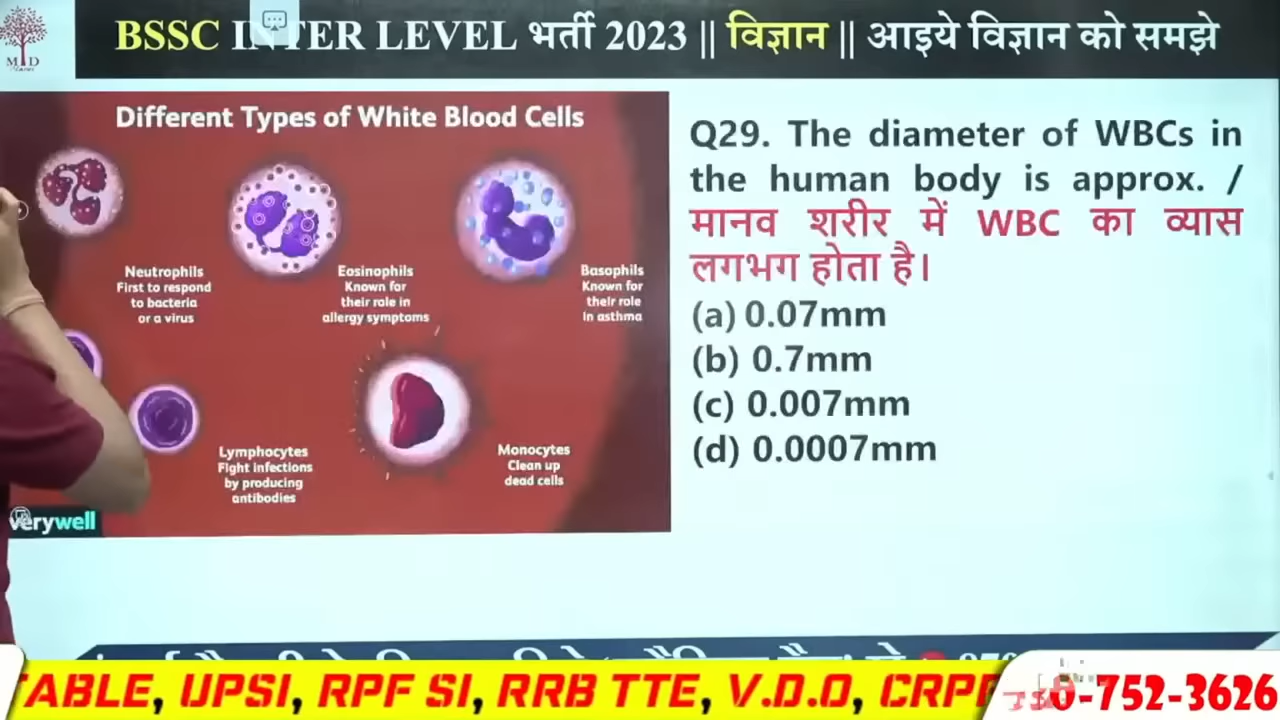 BSSC INTER LEVEL भर्ती 2023 || विज्ञान || आइये विज्ञान को समझे
Different Types of White Blood Cells
Neutrophils
First to respond
to bacteria
or a virus
Eosinophils
Known for
their role in
allergy symptoms
Basophils
Known for
their role
in asthma
Lymphocytes
Fight infections
by producing
antibodies
Monocytes
Clean up
dead cells
verywell
Q29. The diameter of WBCs in
the human body is approx. /
मानव शरीर में WBC का व्यास
लगभग होता है।
(a) 0.07mm
(b) 0.7mm
(c) 0.007mm
(d) 0.0007mm
TABLE, UPSI, RPF SI, RRB TTE, V.D.O, CRPF
0-752-3626